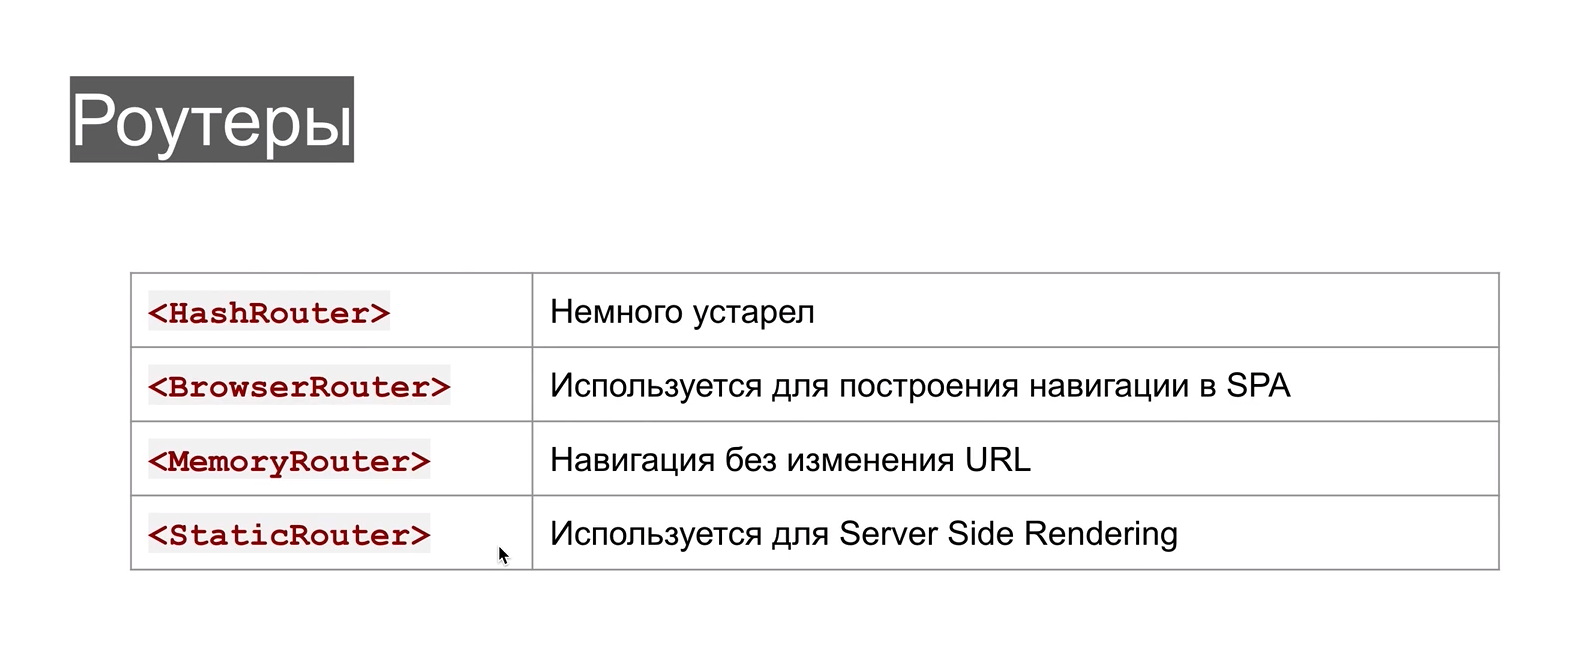 Роутеры
<HashRouter> Немного устарел
<BrowserRouter> Используется для построения навигации в SPA
<MemoryRouter> Навигация без изменения URL
<StaticRouter> Используется для Server Side Rendering